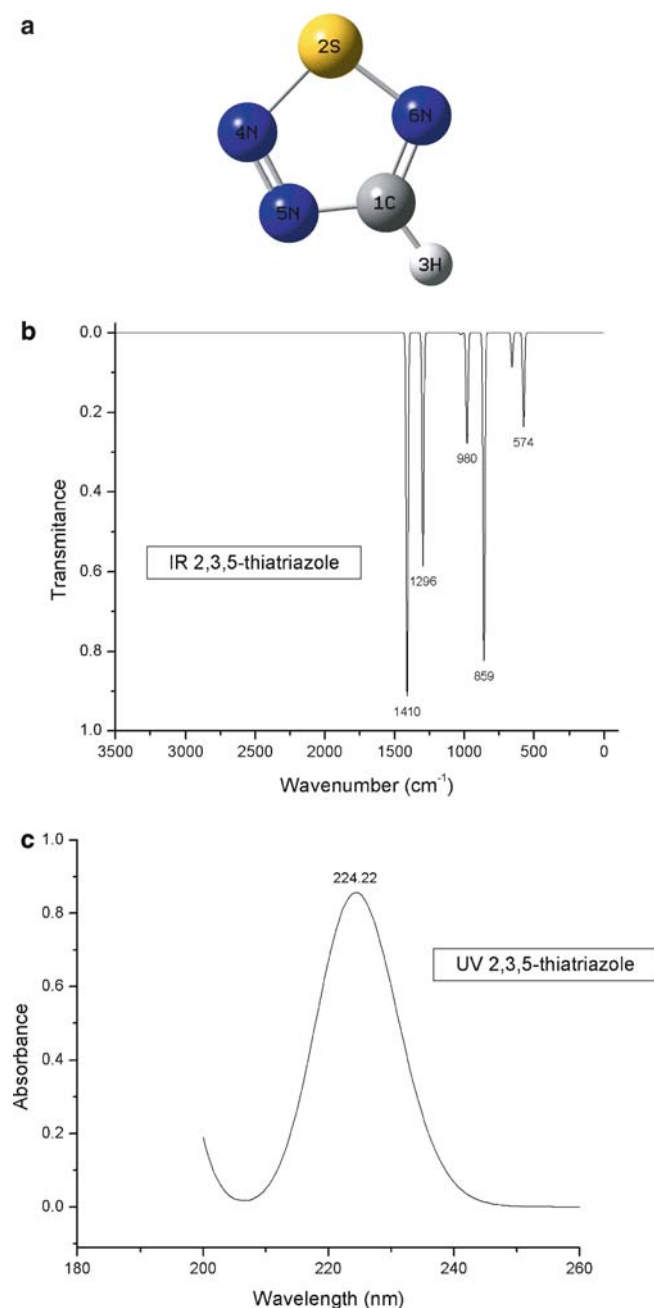 a
2S
4N
6N
5N
1C
3H
b
0.0
0.2
0.4
0.6
0.8
1.0
Transmitance
IR 2,3,5-thiatriazole
1410
1296
980
859
574
3500 3000 2500 2000 1500 1000 500 0
Wavenumber (cm⁻¹)
c
1.0
0.8
0.6
0.4
0.2
0.0
Absorbance
224.22
UV 2,3,5-thiatriazole
180 200 220 240 260
Wavelength (nm)